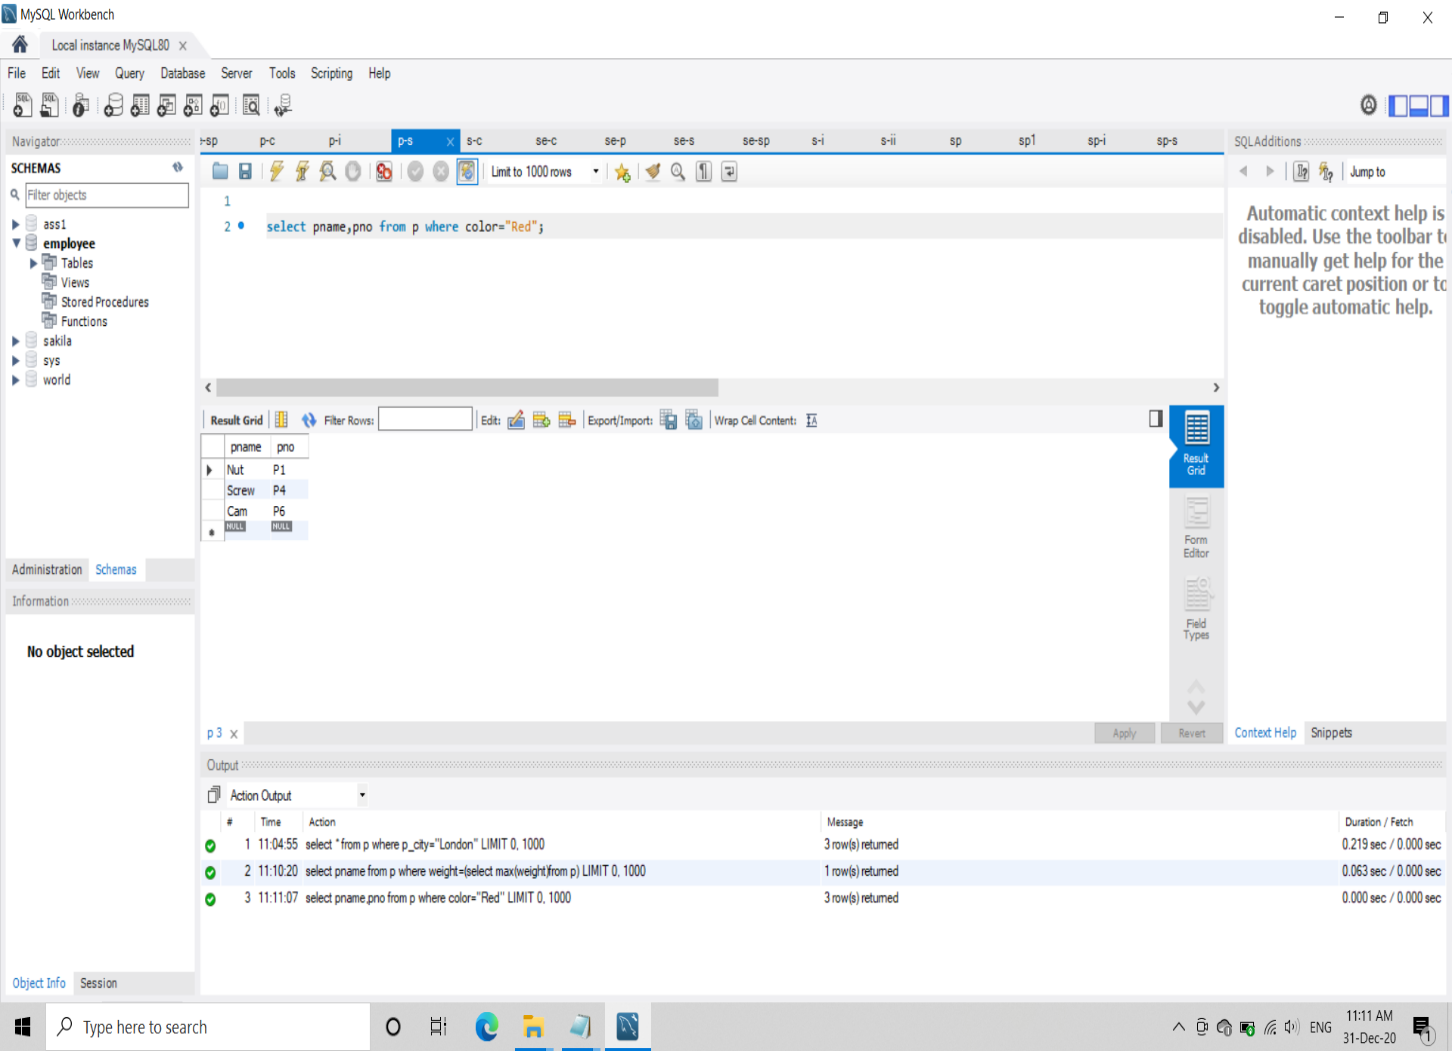 MySQL Workbench
Local instance MySQL80
File Edit View Query Database Server Tools Scripting Help
Navigator
SCHEMAS
Filter objects
ass1
employee
Tables
Views
Stored Procedures
Functions
sakila
sys
world
Administration Schemas
Information
No object selected
Object Info Session
-sp p-c p-i p-s s-c se-c se-p se-s se-sp s-i s-ii sp sp1 sp-i sp-s
Limit to 1000 rows
1
2 select pname,pno from p where color="Red";
Result Grid Filter Rows: Edit: Export/Import: Wrap Cell Content:
pname pno
Nut P1
Screw P4
Cam P6
NULL NULL
Result
Grid
Form
Editor
Field
Types
p 3 Apply Revert
SQLAdditions
Jump to
Automatic context help is
disabled. Use the toolbar to
manually get help for the
current caret position or to
toggle automatic help.
Context Help Snippets
Output
Action Output
# Time Action Message Duration / Fetch
1 11:04:55 select * from p where p_city="London" LIMIT 0, 1000 3 row(s) returned 0.219 sec / 0.000 sec
2 11:10:20 select pname from p where weight=(select max(weight)from p) LIMIT 0, 1000 1 row(s) returned 0.063 sec / 0.000 sec
3 11:11:07 select pname,pno from p where color="Red" LIMIT 0, 1000 3 row(s) returned 0.000 sec / 0.000 sec
Type here to search
ENG
11:11 AM
31-Dec-20
1